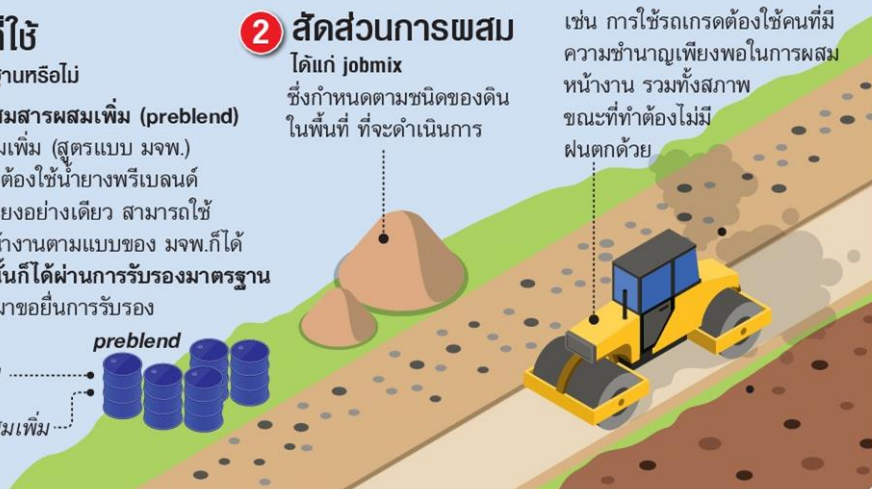 ที่ใช้
ฐานหรือไม่
สมสารผสมเพิ่ม (preblend)
มเพิ่ม (สูตรแบบ มจพ.)
ต้องใช้น้ำยางพรีเบลนด์
ยงอย่างเดียว สามารถใช้
น้างานตามแบบของ มจพ.ก็ได้
นั้นก็ได้ผ่านการรับรองมาตรฐาน
มาขอยื่นการรับรอง
preblend
สมเพิ่ม
2 สัดส่วนการผสม
ได้แก่ jobmix
ซึ่งกำหนดตามชนิดของดิน
ในพื้นที่ ที่จะดำเนินการ
เช่น การใช้รถเกรดต้องใช้คนที่มี
ความชำนาญเพียงพอในการผสม
หน้างาน รวมทั้งสภาพ
ขณะที่ทำต้องไม่มี
ฝนตกด้วย